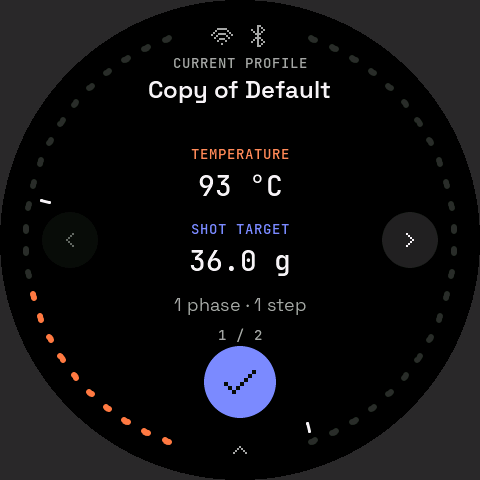 CURRENT PROFILE
Copy of Default
TEMPERATURE
93 °C
SHOT TARGET
36.0 g
1 phase · 1 step
1 / 2